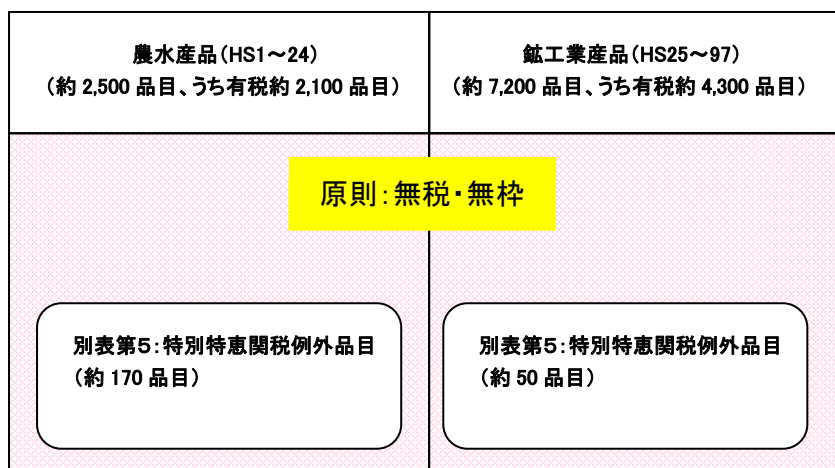 農水産品（HS1～24）
（約 2,500 品目、うち有税約 2,100 品目）
鉱工業産品（HS25～97）
（約 7,200 品目、うち有税約 4,300 品目）
原則：無税・無枠
別表第５：特別特恵関税例外品目
（約 170 品目）
別表第５：特別特恵関税例外品目
（約 50 品目）